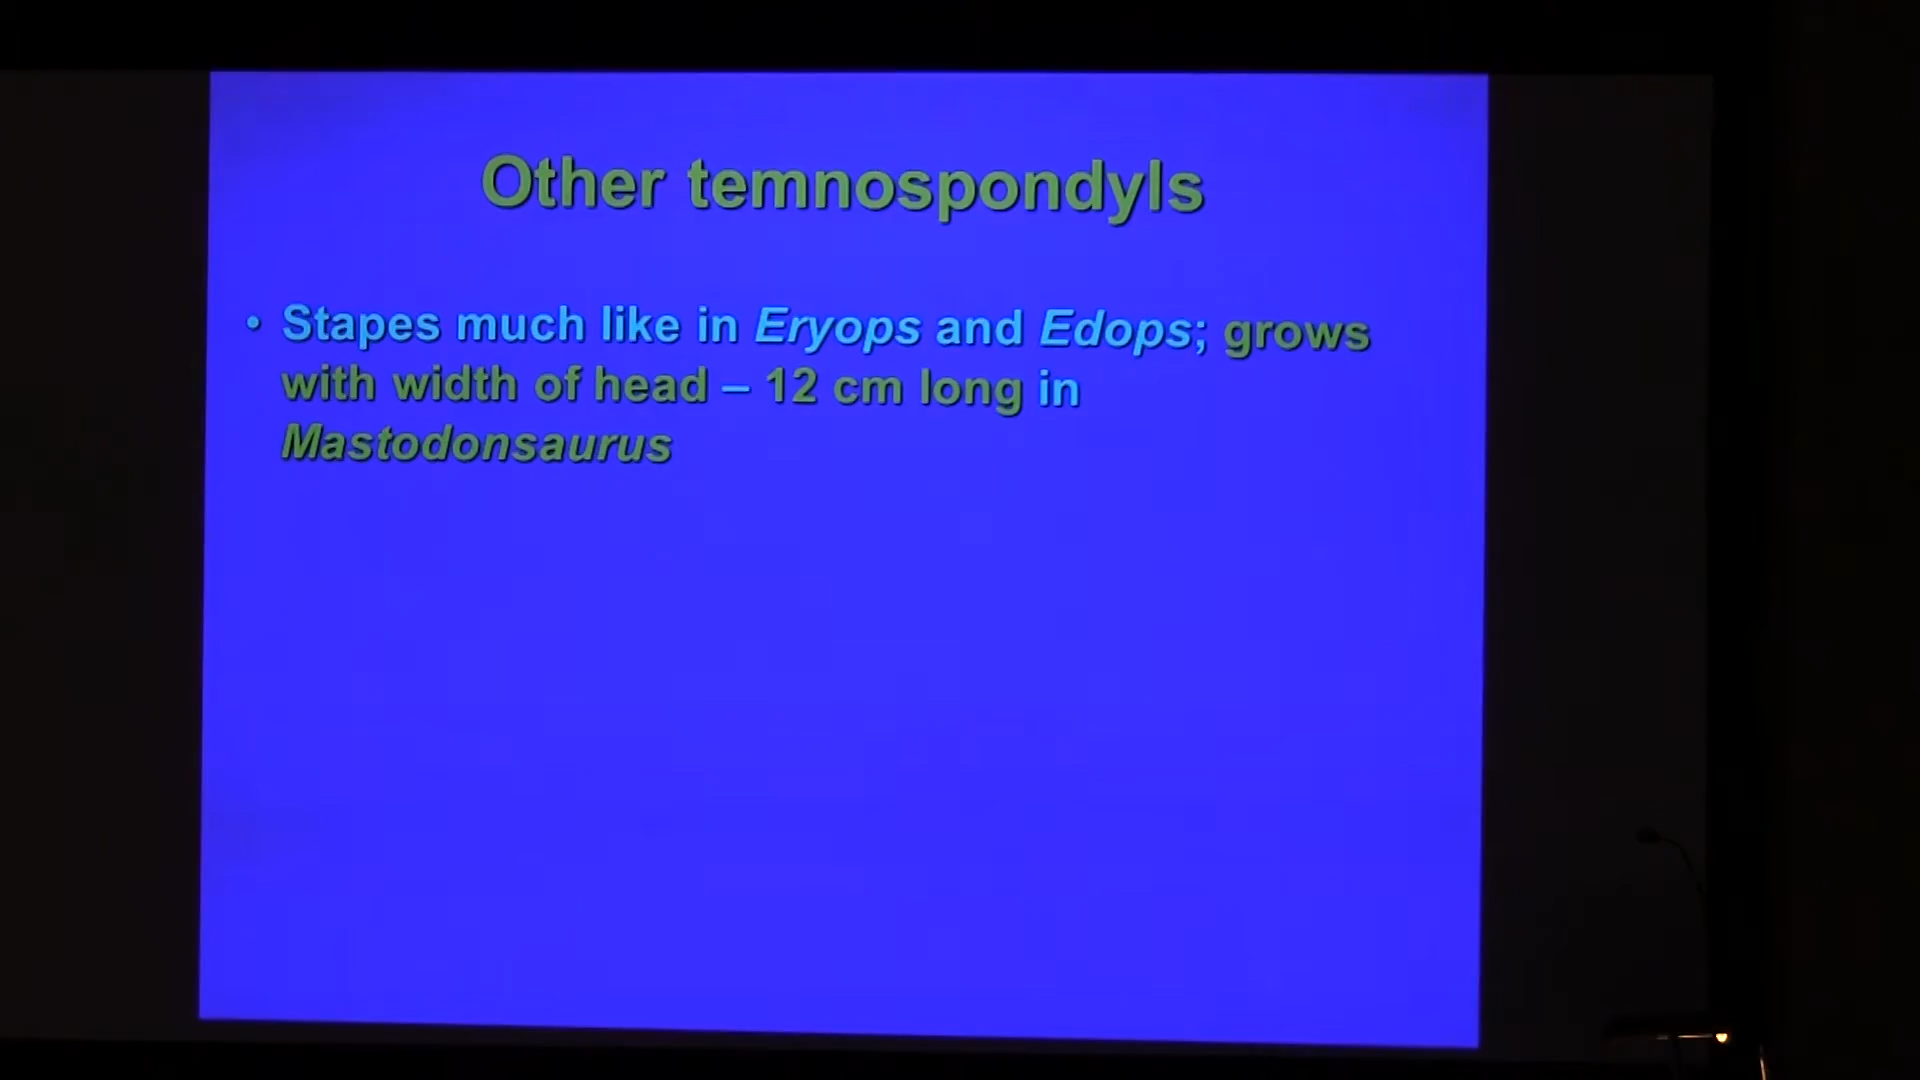 Other temnospondyls
• Stapes much like in Eryops and Edops; grows
with width of head – 12 cm long in
Mastodonsaurus